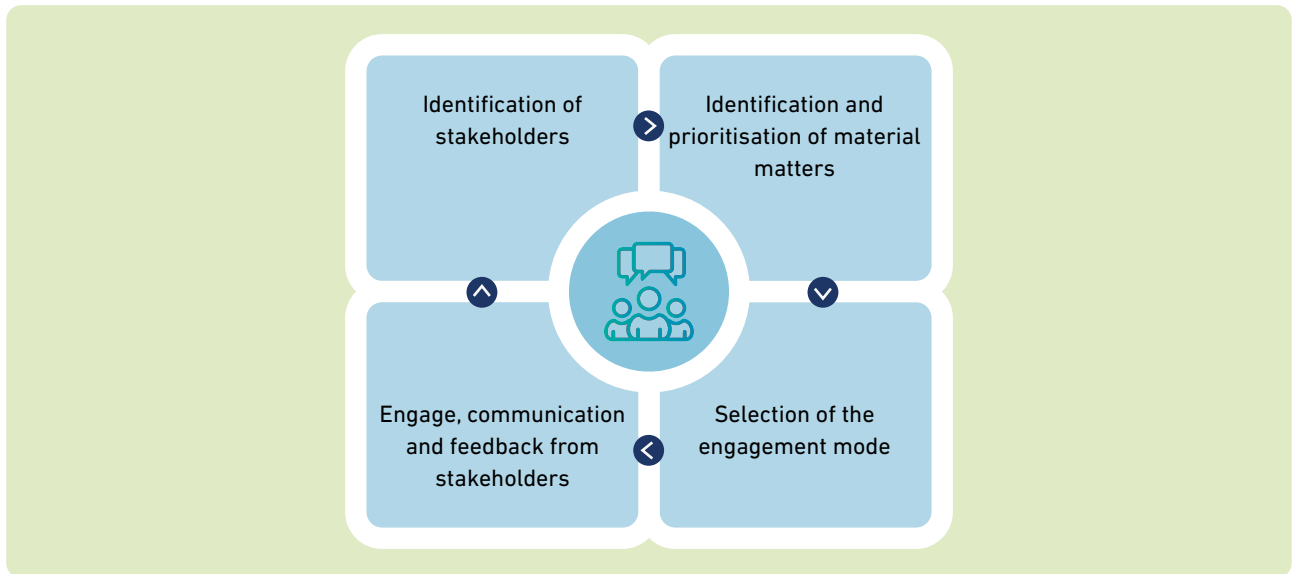 Identification of
stakeholders
Identification and
prioritisation of material
matters
Engage, communication
and feedback from
stakeholders
Selection of the
engagement mode